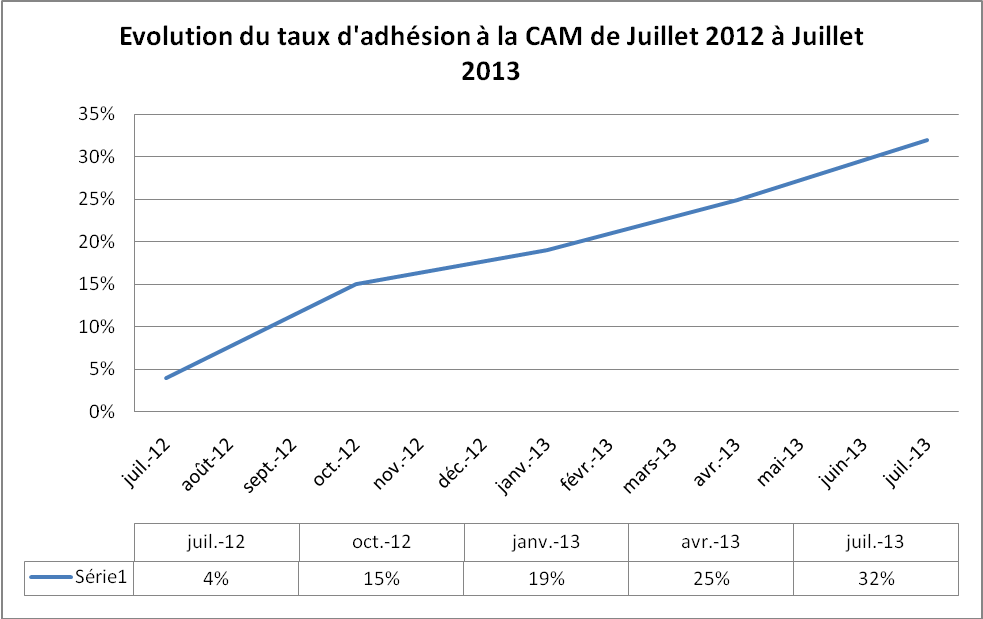 Evolution du taux d'adhésion à la CAM de Juillet 2012 à Juillet
2013
35%
30%
25%
20%
15%
10%
5%
0%
juil.-12 août-12 sept.-12 oct.-12 nov.-12 déc.-12 janv.-13 févr.-13 mars-13 avr.-13 mai-13 juin-13 juil.-13
juil.-12 oct.-12 janv.-13 avr.-13 juil.-13
Série1 4% 15% 19% 25% 32%